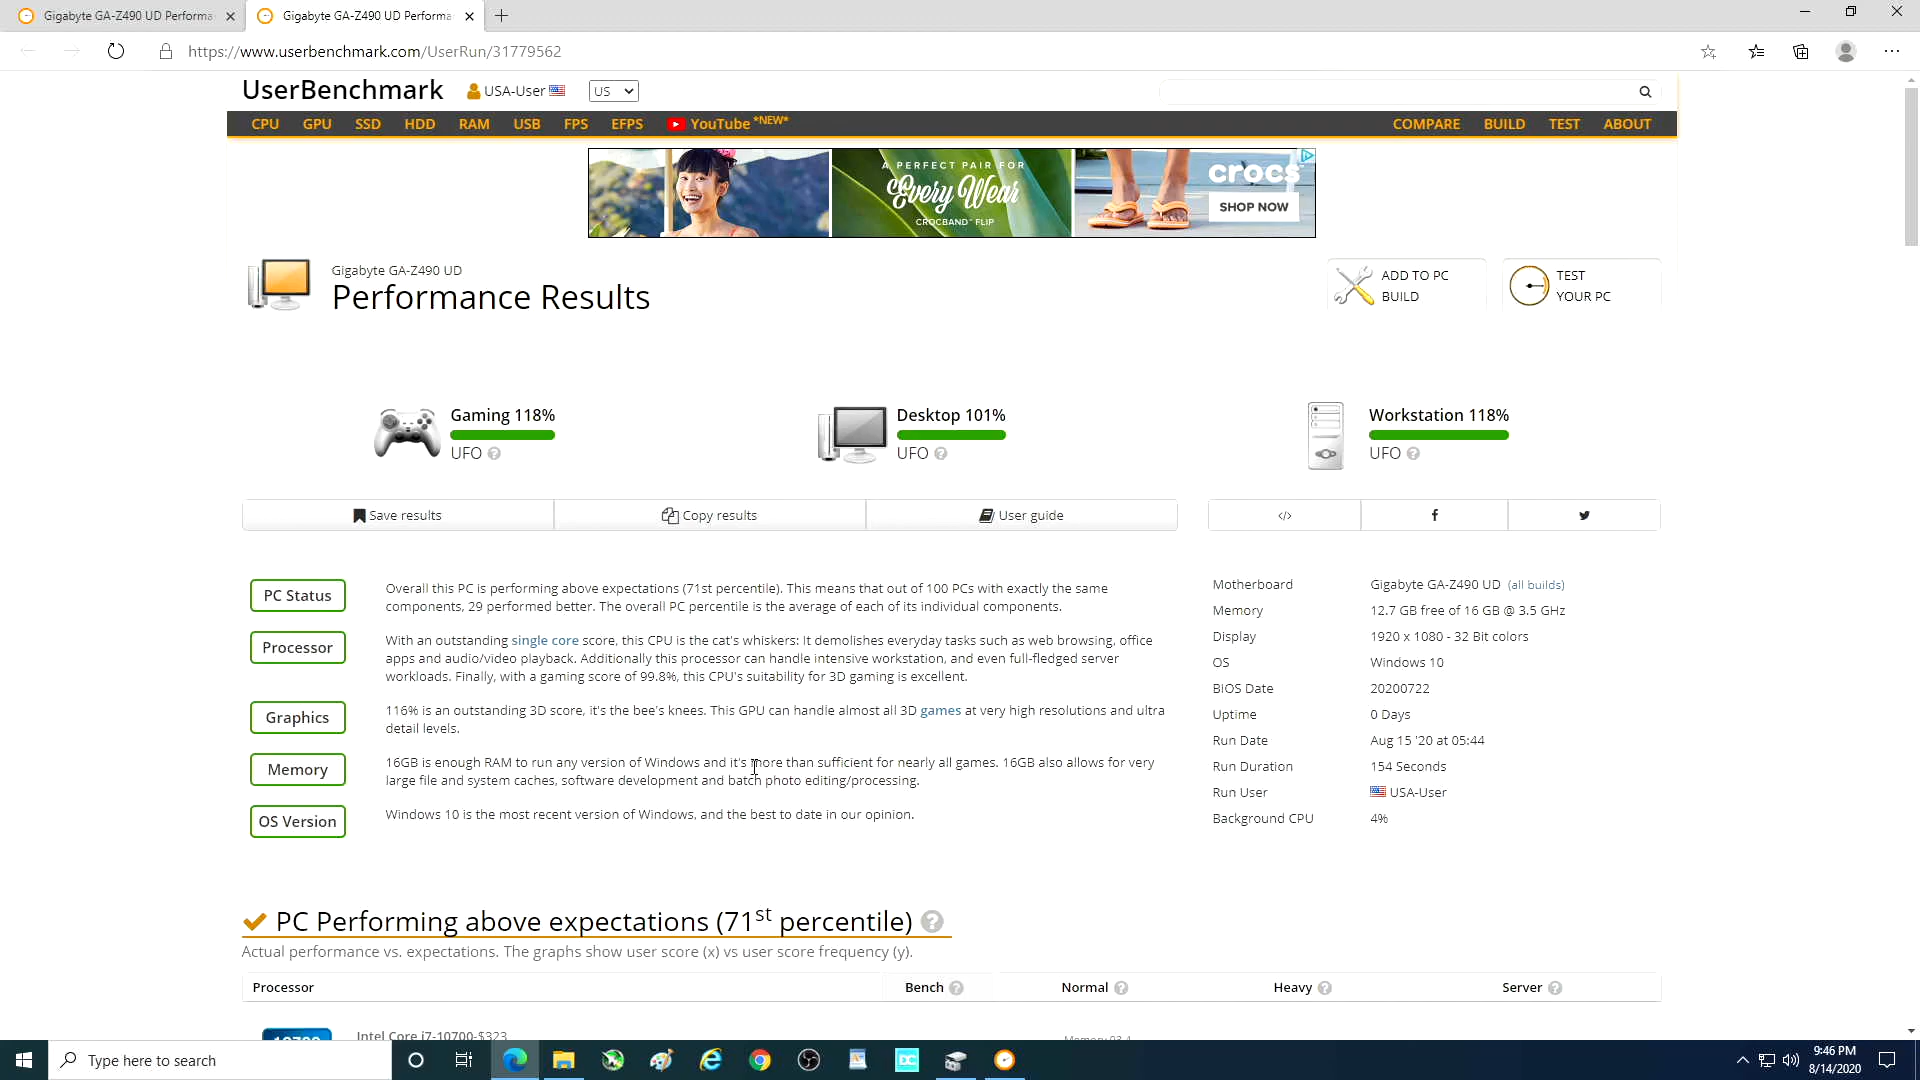 Gigabyte GA-Z490 UD Performa
Gigabyte GA-Z490 UD Performa
https://www.userbenchmark.com/UserRun/31779562
UserBenchmark
USA-User
US
CPU GPU SSD HDD RAM USB FPS EFPS YouTube *NEW* COMPARE BUILD TEST ABOUT
A PERFECT PAIR FOR
Every Wear
CROCBAND™ FLIP
crocs™
SHOP NOW
Gigabyte GA-Z490 UD
Performance Results
ADD TO PC
BUILD
TEST
YOUR PC
Gaming 118%
UFO ?
Desktop 101%
UFO ?
Workstation 118%
UFO ?
Save results Copy results User guide </> f
PC Status
Overall this PC is performing above expectations (71st percentile). This means that out of 100 PCs with exactly the same
components, 29 performed better. The overall PC percentile is the average of each of its individual components.
Processor
With an outstanding single core score, this CPU is the cat's whiskers: It demolishes everyday tasks such as web browsing, office
apps and audio/video playback. Additionally this processor can handle intensive workstation, and even full-fledged server
workloads. Finally, with a gaming score of 99.8%, this CPU's suitability for 3D gaming is excellent.
Graphics
116% is an outstanding 3D score, it's the bee's knees. This GPU can handle almost all 3D games at very high resolutions and ultra
detail levels.
Memory
16GB is enough RAM to run any version of Windows and it's more than sufficient for nearly all games. 16GB also allows for very
large file and system caches, software development and batch photo editing/processing.
OS Version
Windows 10 is the most recent version of Windows, and the best to date in our opinion.
Motherboard Gigabyte GA-Z490 UD (all builds)
Memory 12.7 GB free of 16 GB @ 3.5 GHz
Display 1920 x 1080 - 32 Bit colors
OS Windows 10
BIOS Date 20200722
Uptime 0 Days
Run Date Aug 15 '20 at 05:44
Run Duration 154 Seconds
Run User USA-User
Background CPU 4%
PC Performing above expectations (71st percentile) ?
Actual performance vs. expectations. The graphs show user score (x) vs user score frequency (y).
Processor Bench ? Normal ? Heavy ? Server ?
Intel Core i7-10700-$323
Memory 93.4
Type here to search
DC
9:46 PM
8/14/2020